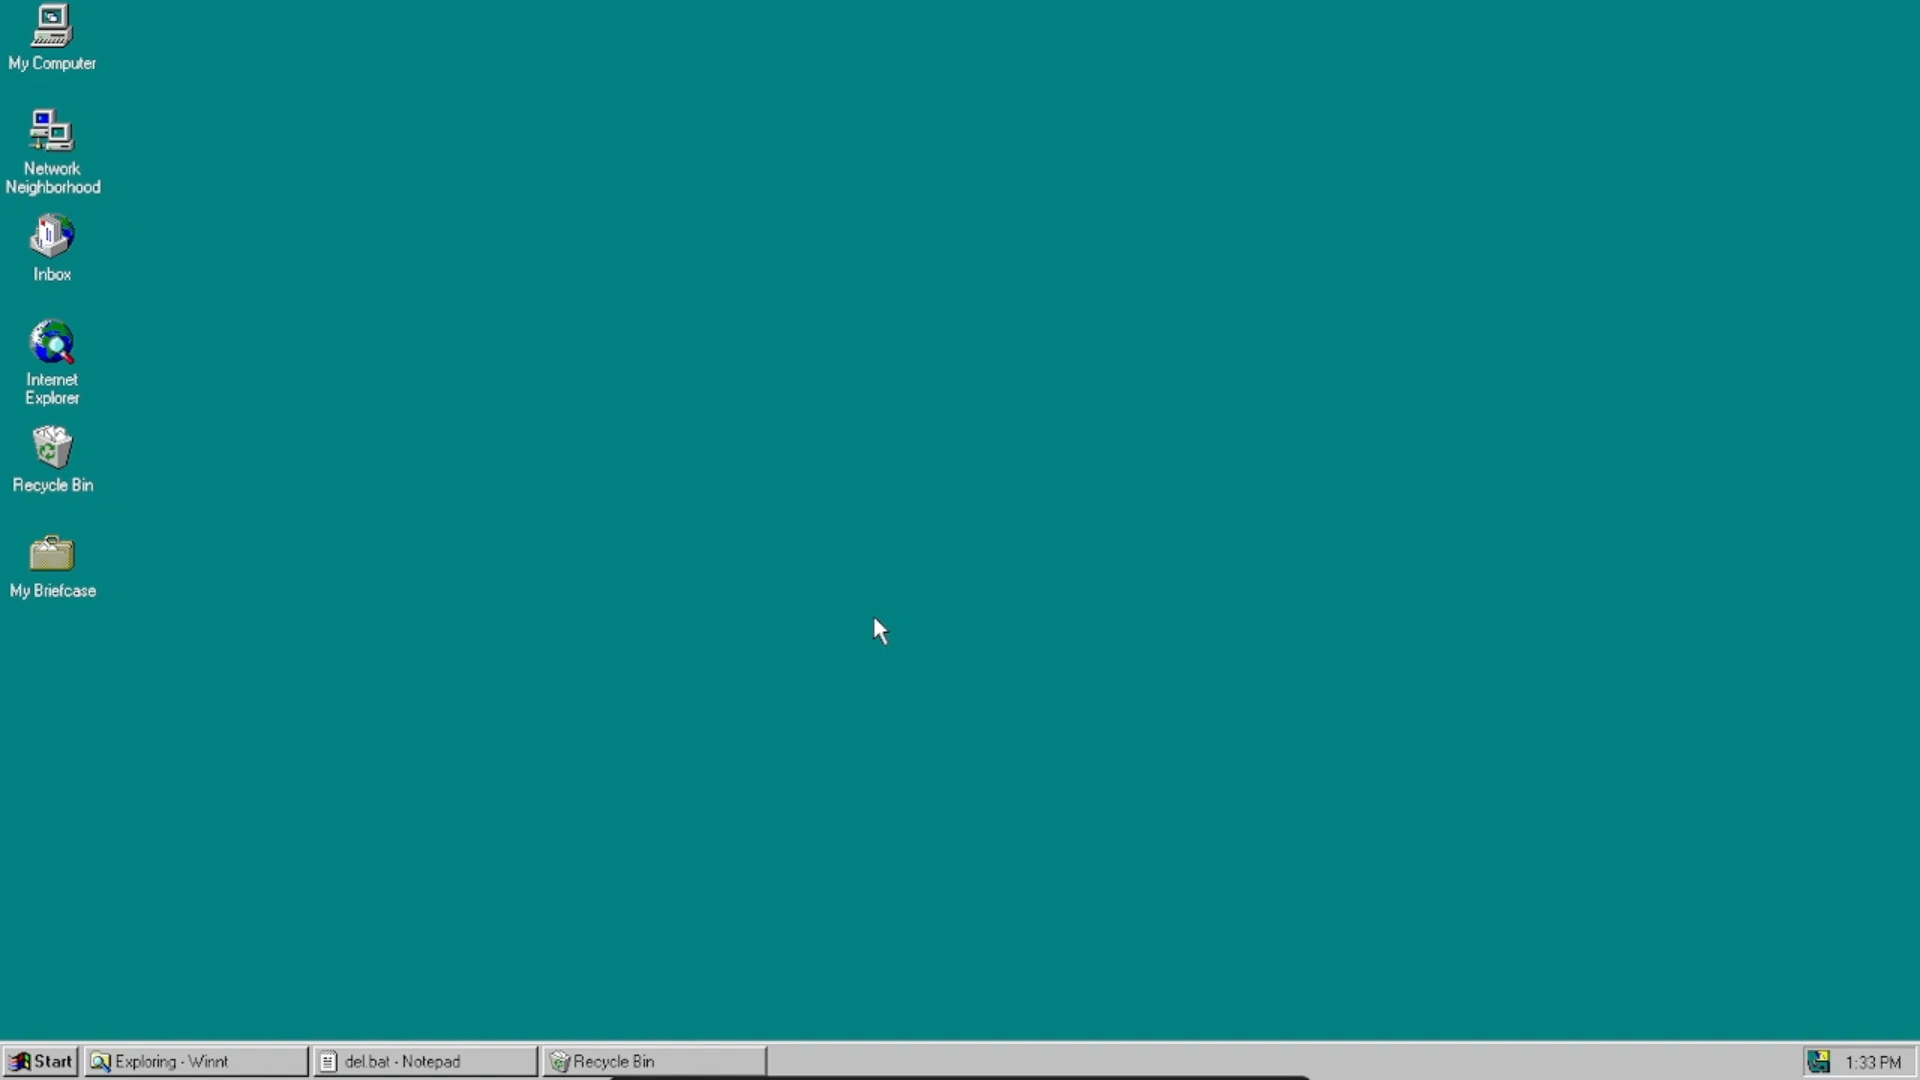 My Computer
Network
Neighborhood
Inbox
Internet
Explorer
Recycle Bin
My Briefcase
Start
Exploring - Winnt
del.bat - Notepad
Recycle Bin
1:33 PM